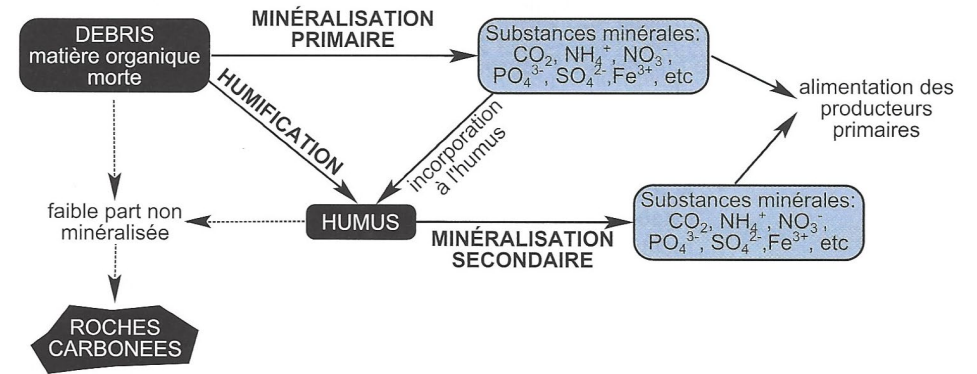 DEBRIS
matière organique
morte
MINÉRALISATION
PRIMAIRE
Substances minérales:
CO₂, NH₄⁺, NO₃⁻
PO₄³⁻, SO₄²⁻,Fe³⁺, etc
alimentation des
producteurs
primaires
HUMIFICATION
incorporation
à l'humus
faible part non
minéralisée
HUMUS
MINÉRALISATION
SECONDAIRE
Substances minérales:
CO₂, NH₄⁺, NO₃⁻
PO₄³⁻, SO₄²⁻,Fe³⁺, etc
ROCHES
CARBONEES